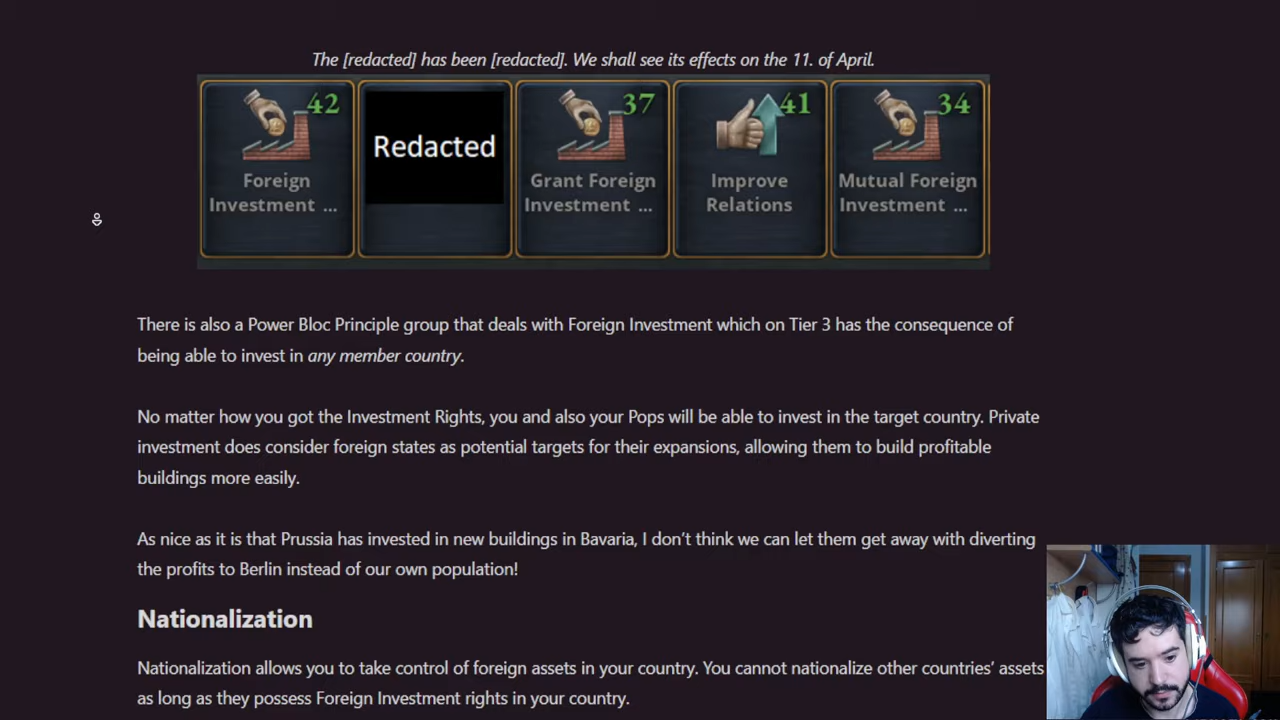 The [redacted] has been [redacted]. We shall see its effects on the 11. of April.
42 37 41 34
Redacted
Foreign Grant Foreign Improve Mutual Foreign
Investment ... Investment ... Relations Investment ...
There is also a Power Bloc Principle group that deals with Foreign Investment which on Tier 3 has the consequence of
being able to invest in any member country.
No matter how you got the Investment Rights, you and also your Pops will be able to invest in the target country. Private
investment does consider foreign states as potential targets for their expansions, allowing them to build profitable
buildings more easily.
As nice as it is that Prussia has invested in new buildings in Bavaria, I don’t think we can let them get away with diverting
the profits to Berlin instead of our own population!
Nationalization
Nationalization allows you to take control of foreign assets in your country. You cannot nationalize other countries’ assets
as long as they possess Foreign Investment rights in your country.